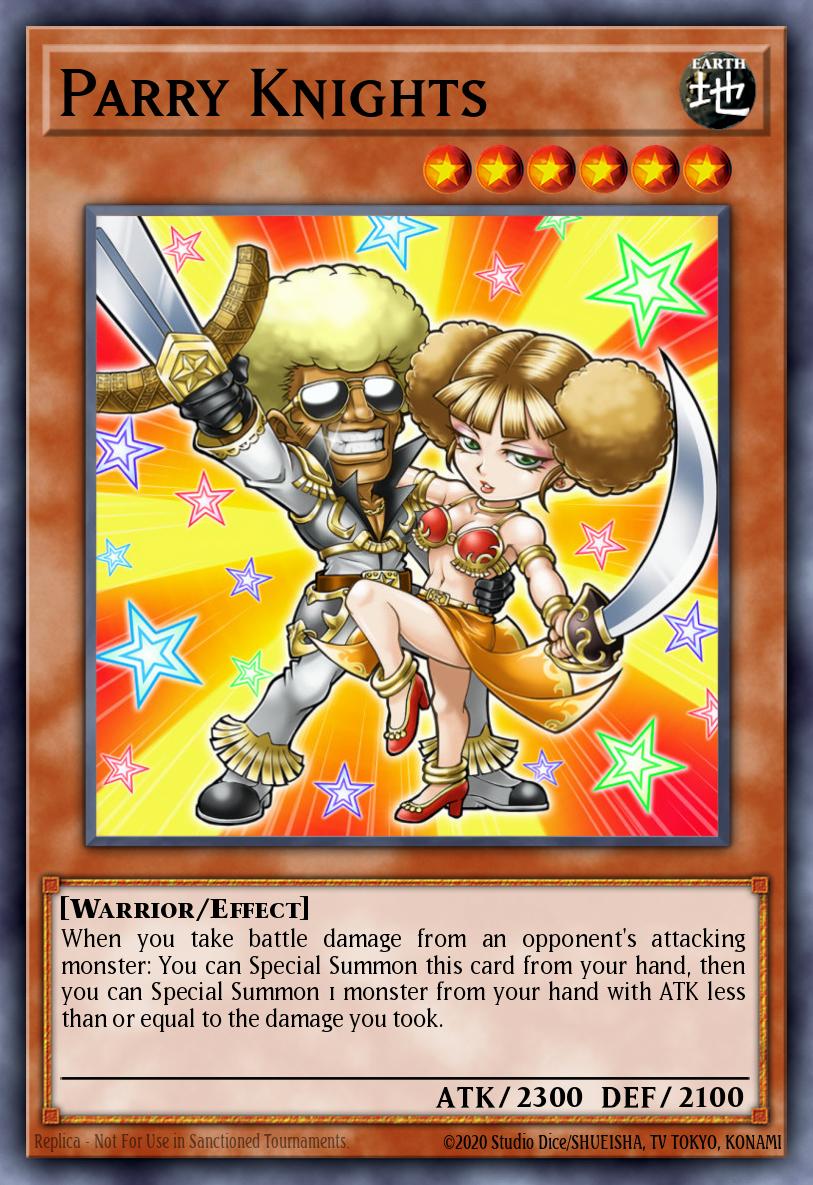 Parry Knights
EARTH
地
[Warrior/Effect]
When you take battle damage from an opponent's attacking
monster: You can Special Summon this card from your hand, then
you can Special Summon 1 monster from your hand with ATK less
than or equal to the damage you took.
ATK/2300 DEF/2100
Replica - Not For Use in Sanctioned Tournaments.
©2020 Studio Dice/SHUEISHA, TV TOKYO, KONAMI